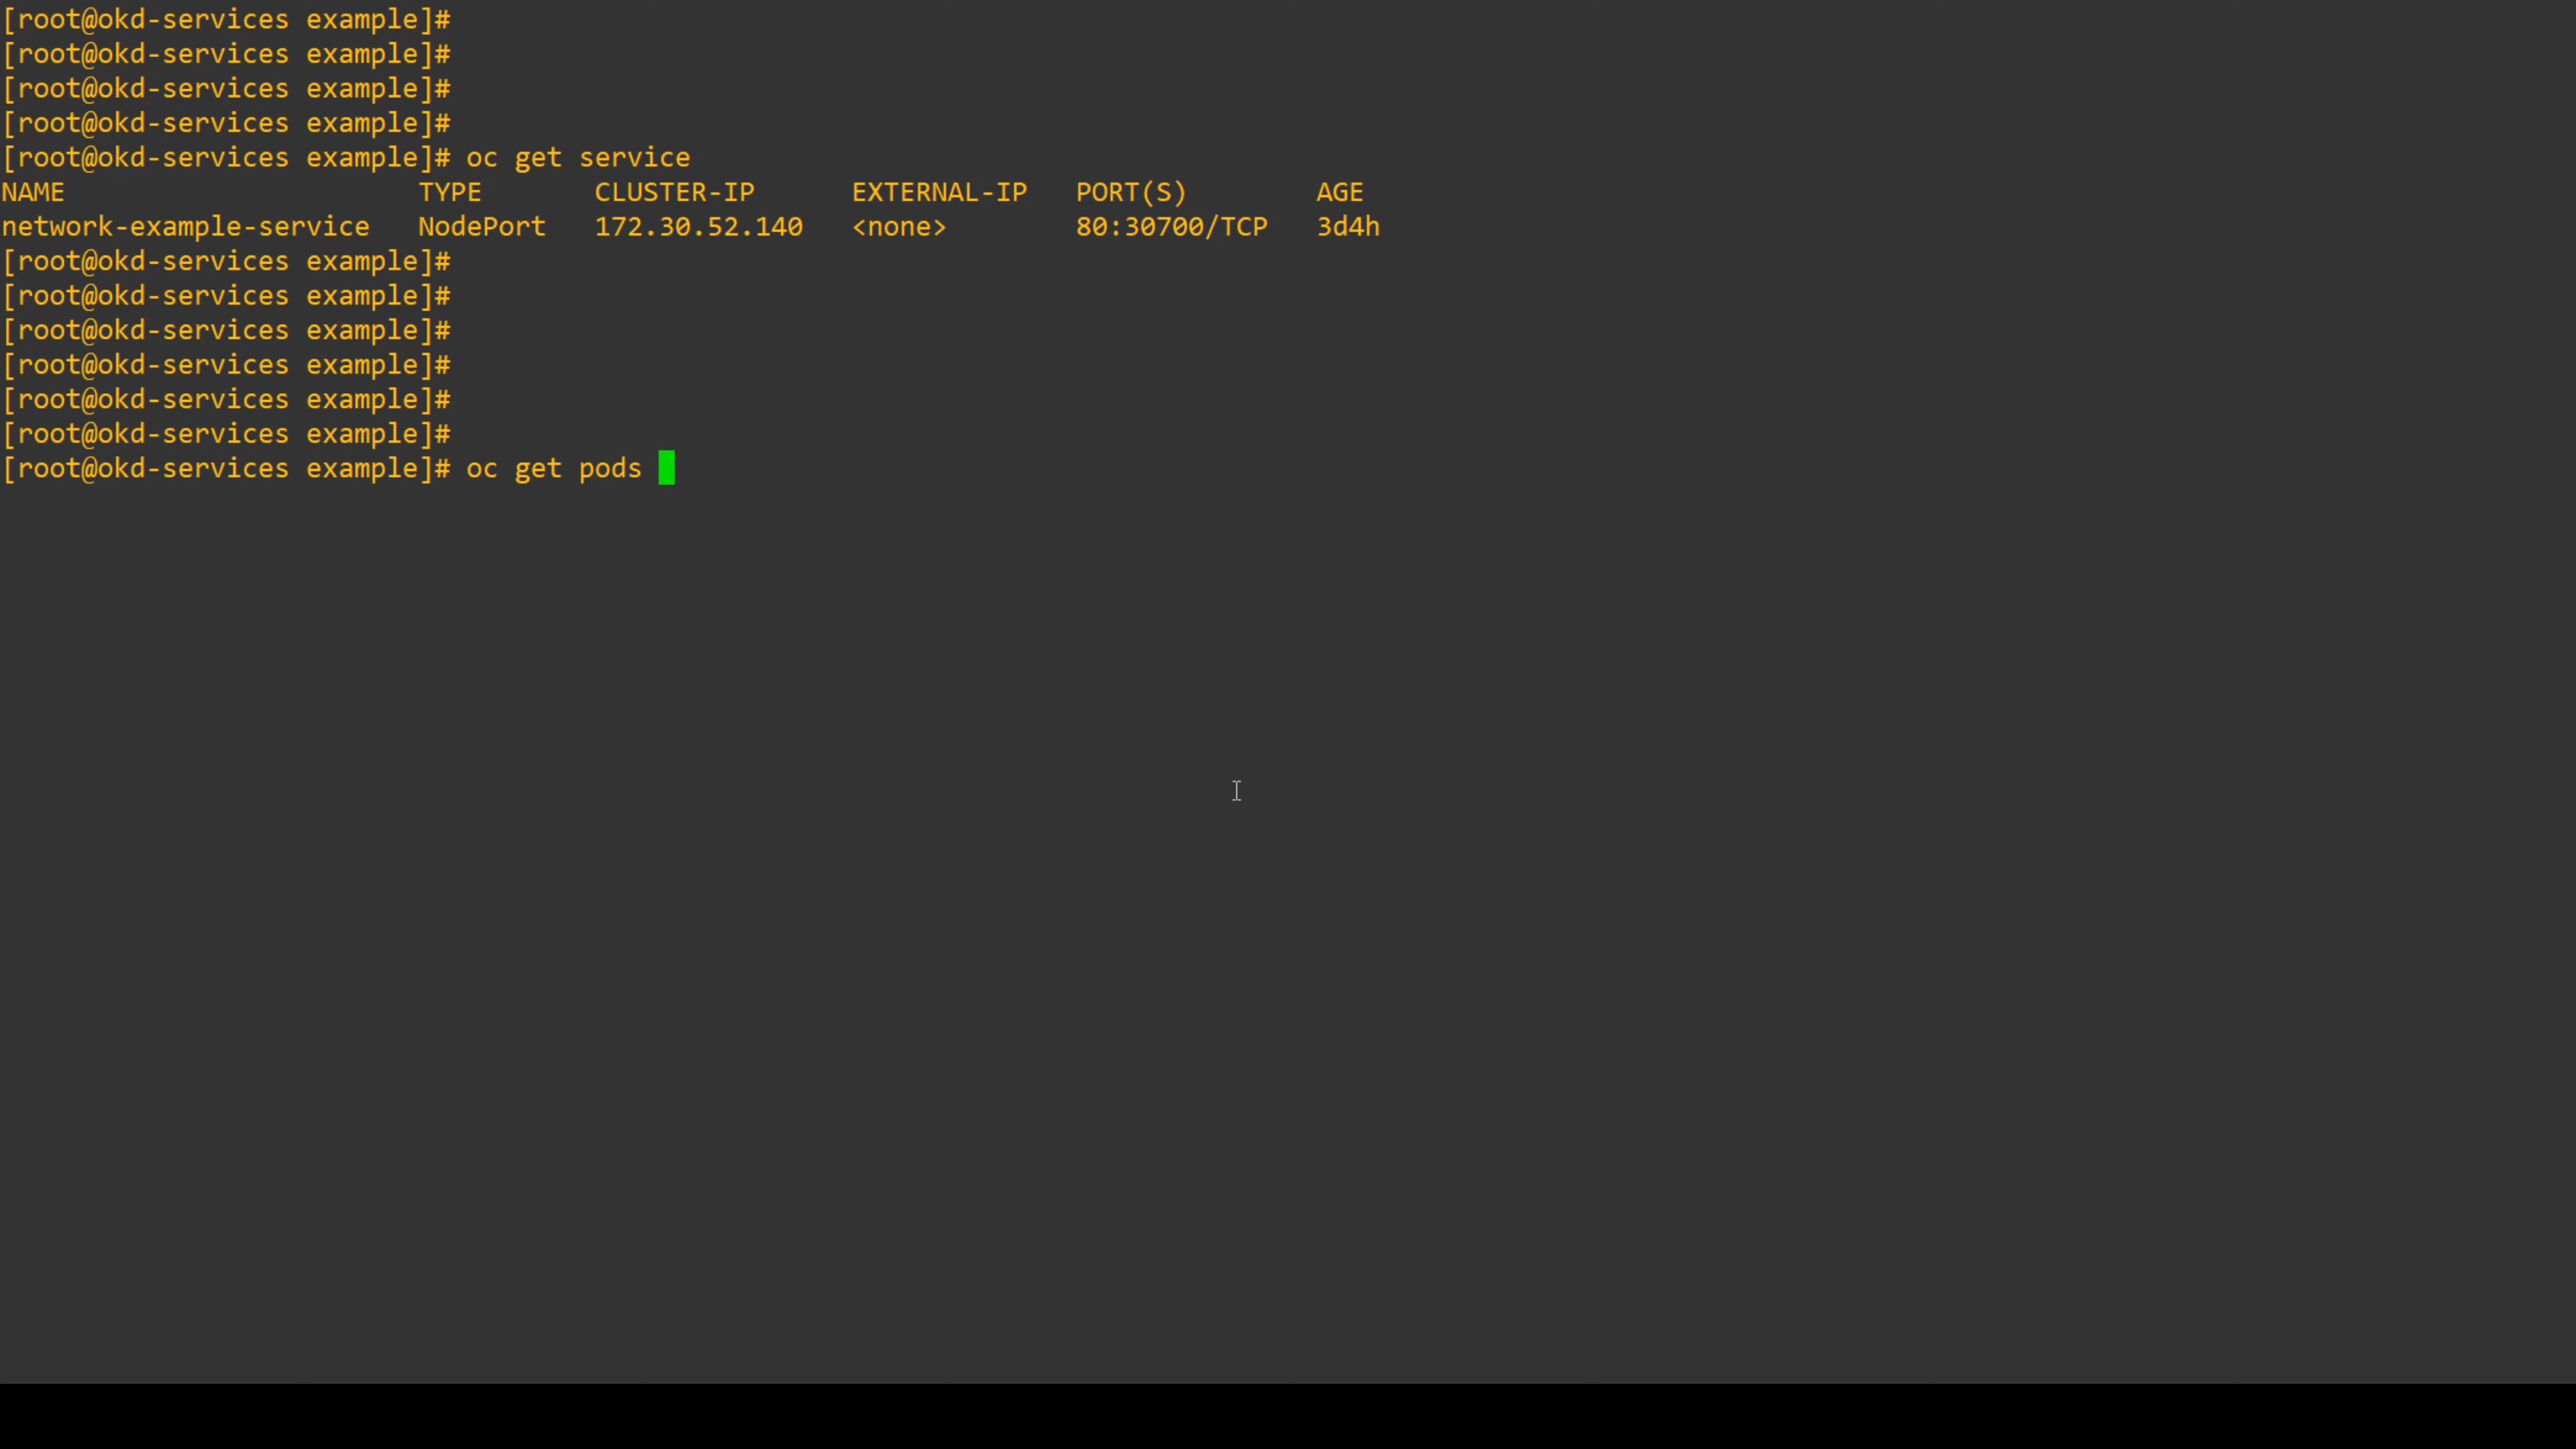 [root@okd-services example]#
[root@okd-services example]#
[root@okd-services example]#
[root@okd-services example]#
[root@okd-services example]# oc get service
NAME TYPE CLUSTER-IP EXTERNAL-IP PORT(S) AGE
network-example-service NodePort 172.30.52.140 <none> 80:30700/TCP 3d4h
[root@okd-services example]#
[root@okd-services example]#
[root@okd-services example]#
[root@okd-services example]#
[root@okd-services example]#
[root@okd-services example]#
[root@okd-services example]# oc get pods